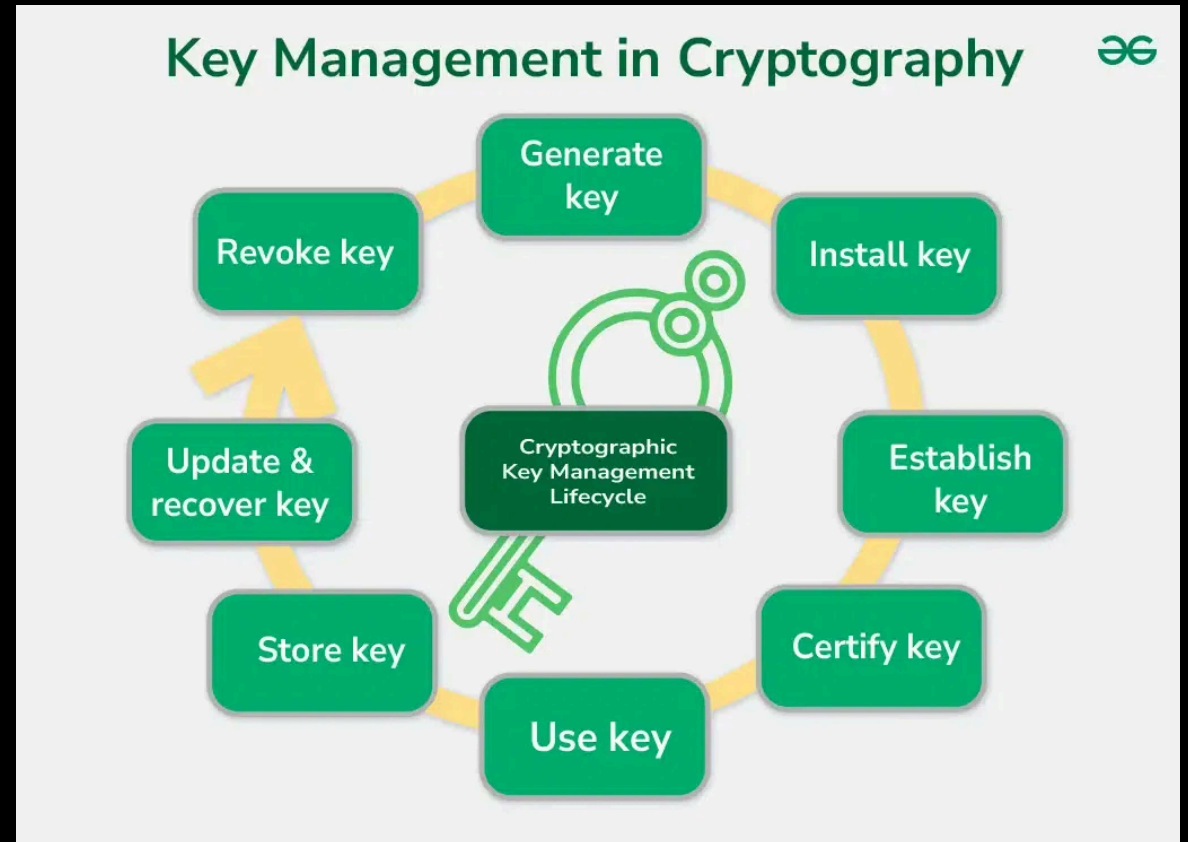 Key Management in Cryptography
Generate
key
Revoke key
Install key
Cryptographic
Key Management
Lifecycle
Update &
recover key
Establish
key
Store key
Certify key
Use key